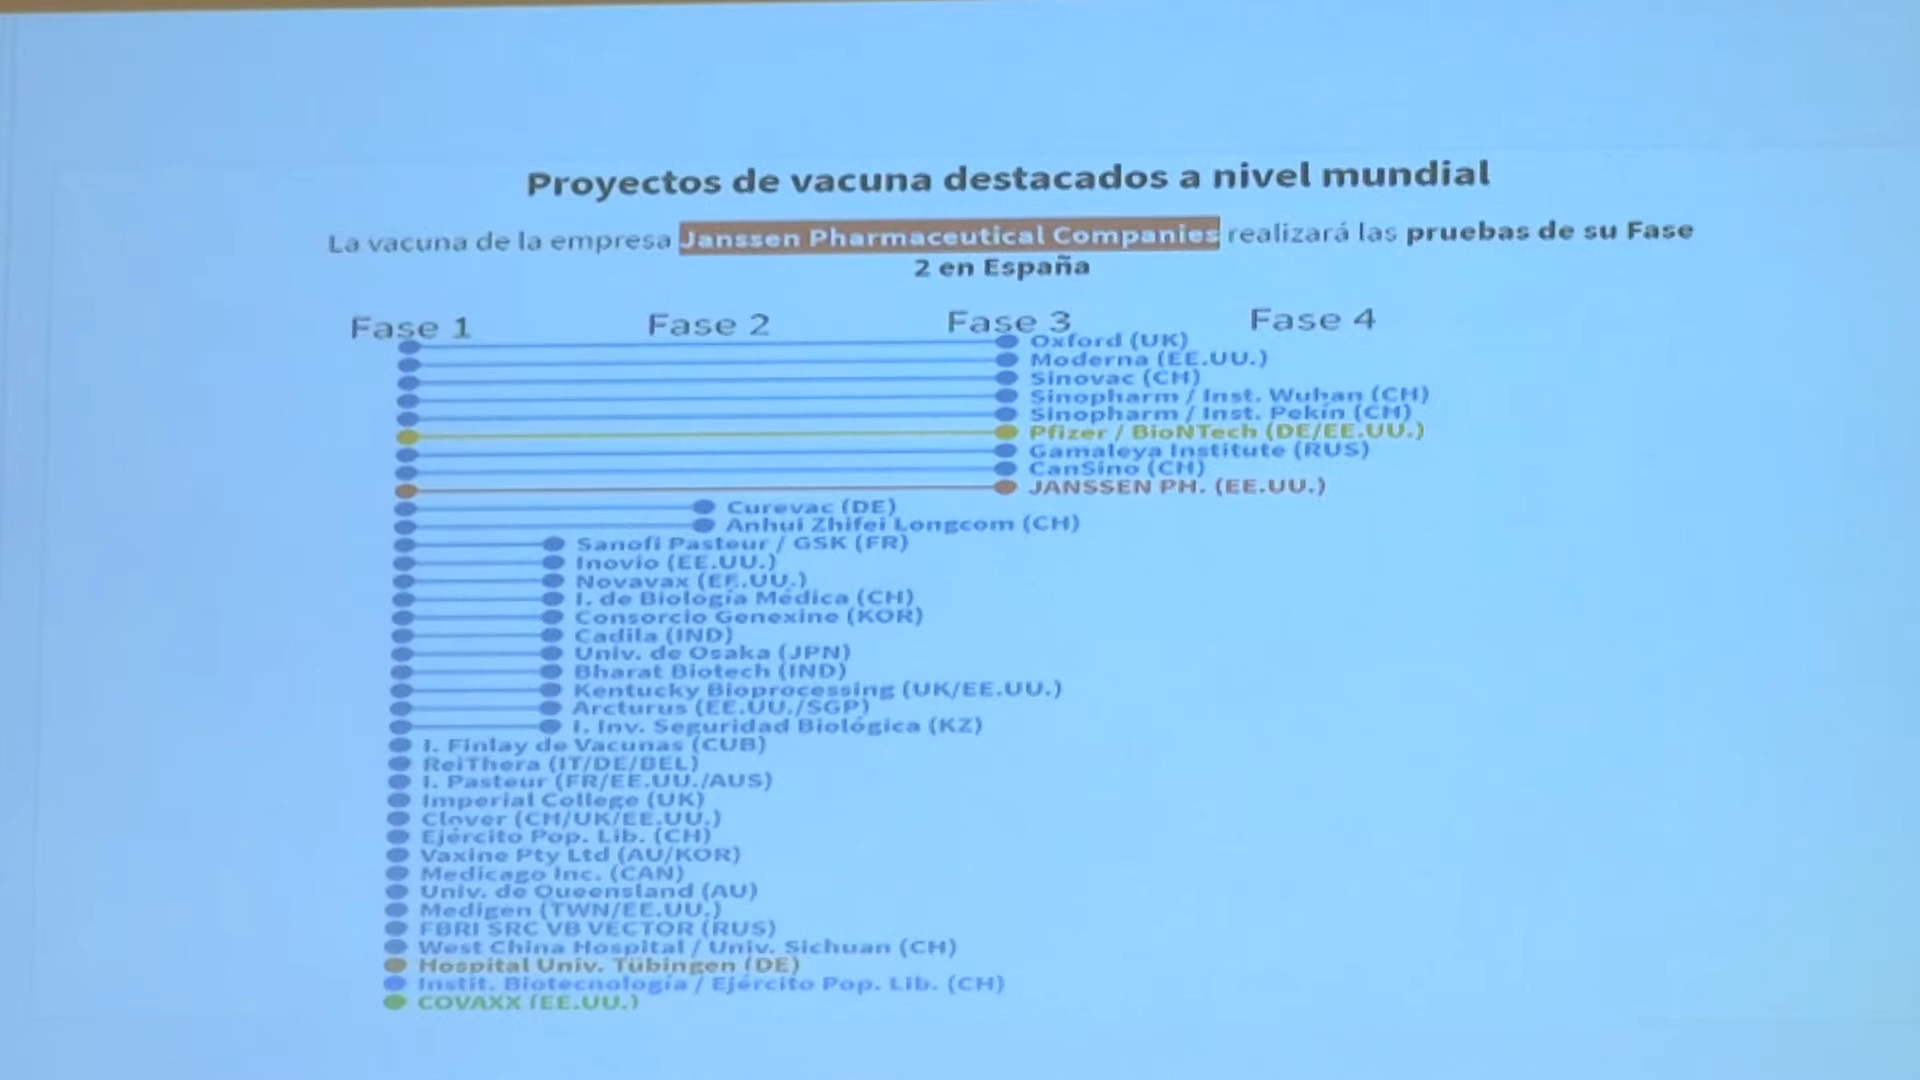 Proyectos de vacuna destacados a nivel mundial
La vacuna de la empresa Janssen Pharmaceutical Companies realizará las pruebas de su Fase
2 en España
Fase 1 Fase 2 Fase 3 Fase 4
Oxford (UK)
Moderna (EE.UU.)
Sinovac (CH)
Sinopharm / Inst. Wuhan (CH)
Sinopharm / Inst. Pekín (CH)
Pfizer / BioNTech (DE/EE.UU.)
Gamaleya Institute (RUS)
CanSino (CH)
JANSSEN PH. (EE.UU.)
Curevac (DE)
Anhui Zhifei Longcom (CH)
Sanofi Pasteur / GSK (FR)
Inovio (EE.UU.)
Novavax (EE.UU.)
I. de Biología Médica (CH)
Consorcio Genexine (KOR)
Cadila (IND)
Univ. de Osaka (JPN)
Bharat Biotech (IND)
Kentucky Bioprocessing (UK/EE.UU.)
Arcturus (EE.UU./SGP)
I. Inv. Seguridad Biológica (KZ)
I. Finlay de Vacunas (CUB)
ReiThera (IT/DE/BEL)
I. Pasteur (FR/EE.UU./AUS)
Imperial College (UK)
Clover (CH/UK/EE.UU.)
Ejército Pop. Lib. (CH)
Vaxine Pty Ltd (AU/KOR)
Medicago Inc. (CAN)
Univ. de Queensland (AU)
Medigen (TWN/EE.UU.)
FBRI SRC VB VECTOR (RUS)
West China Hospital / Univ. Sichuan (CH)
Hospital Univ. Tübingen (DE)
Instit. Biotecnología / Ejército Pop. Lib. (CH)
COVAXX (EE.UU.)